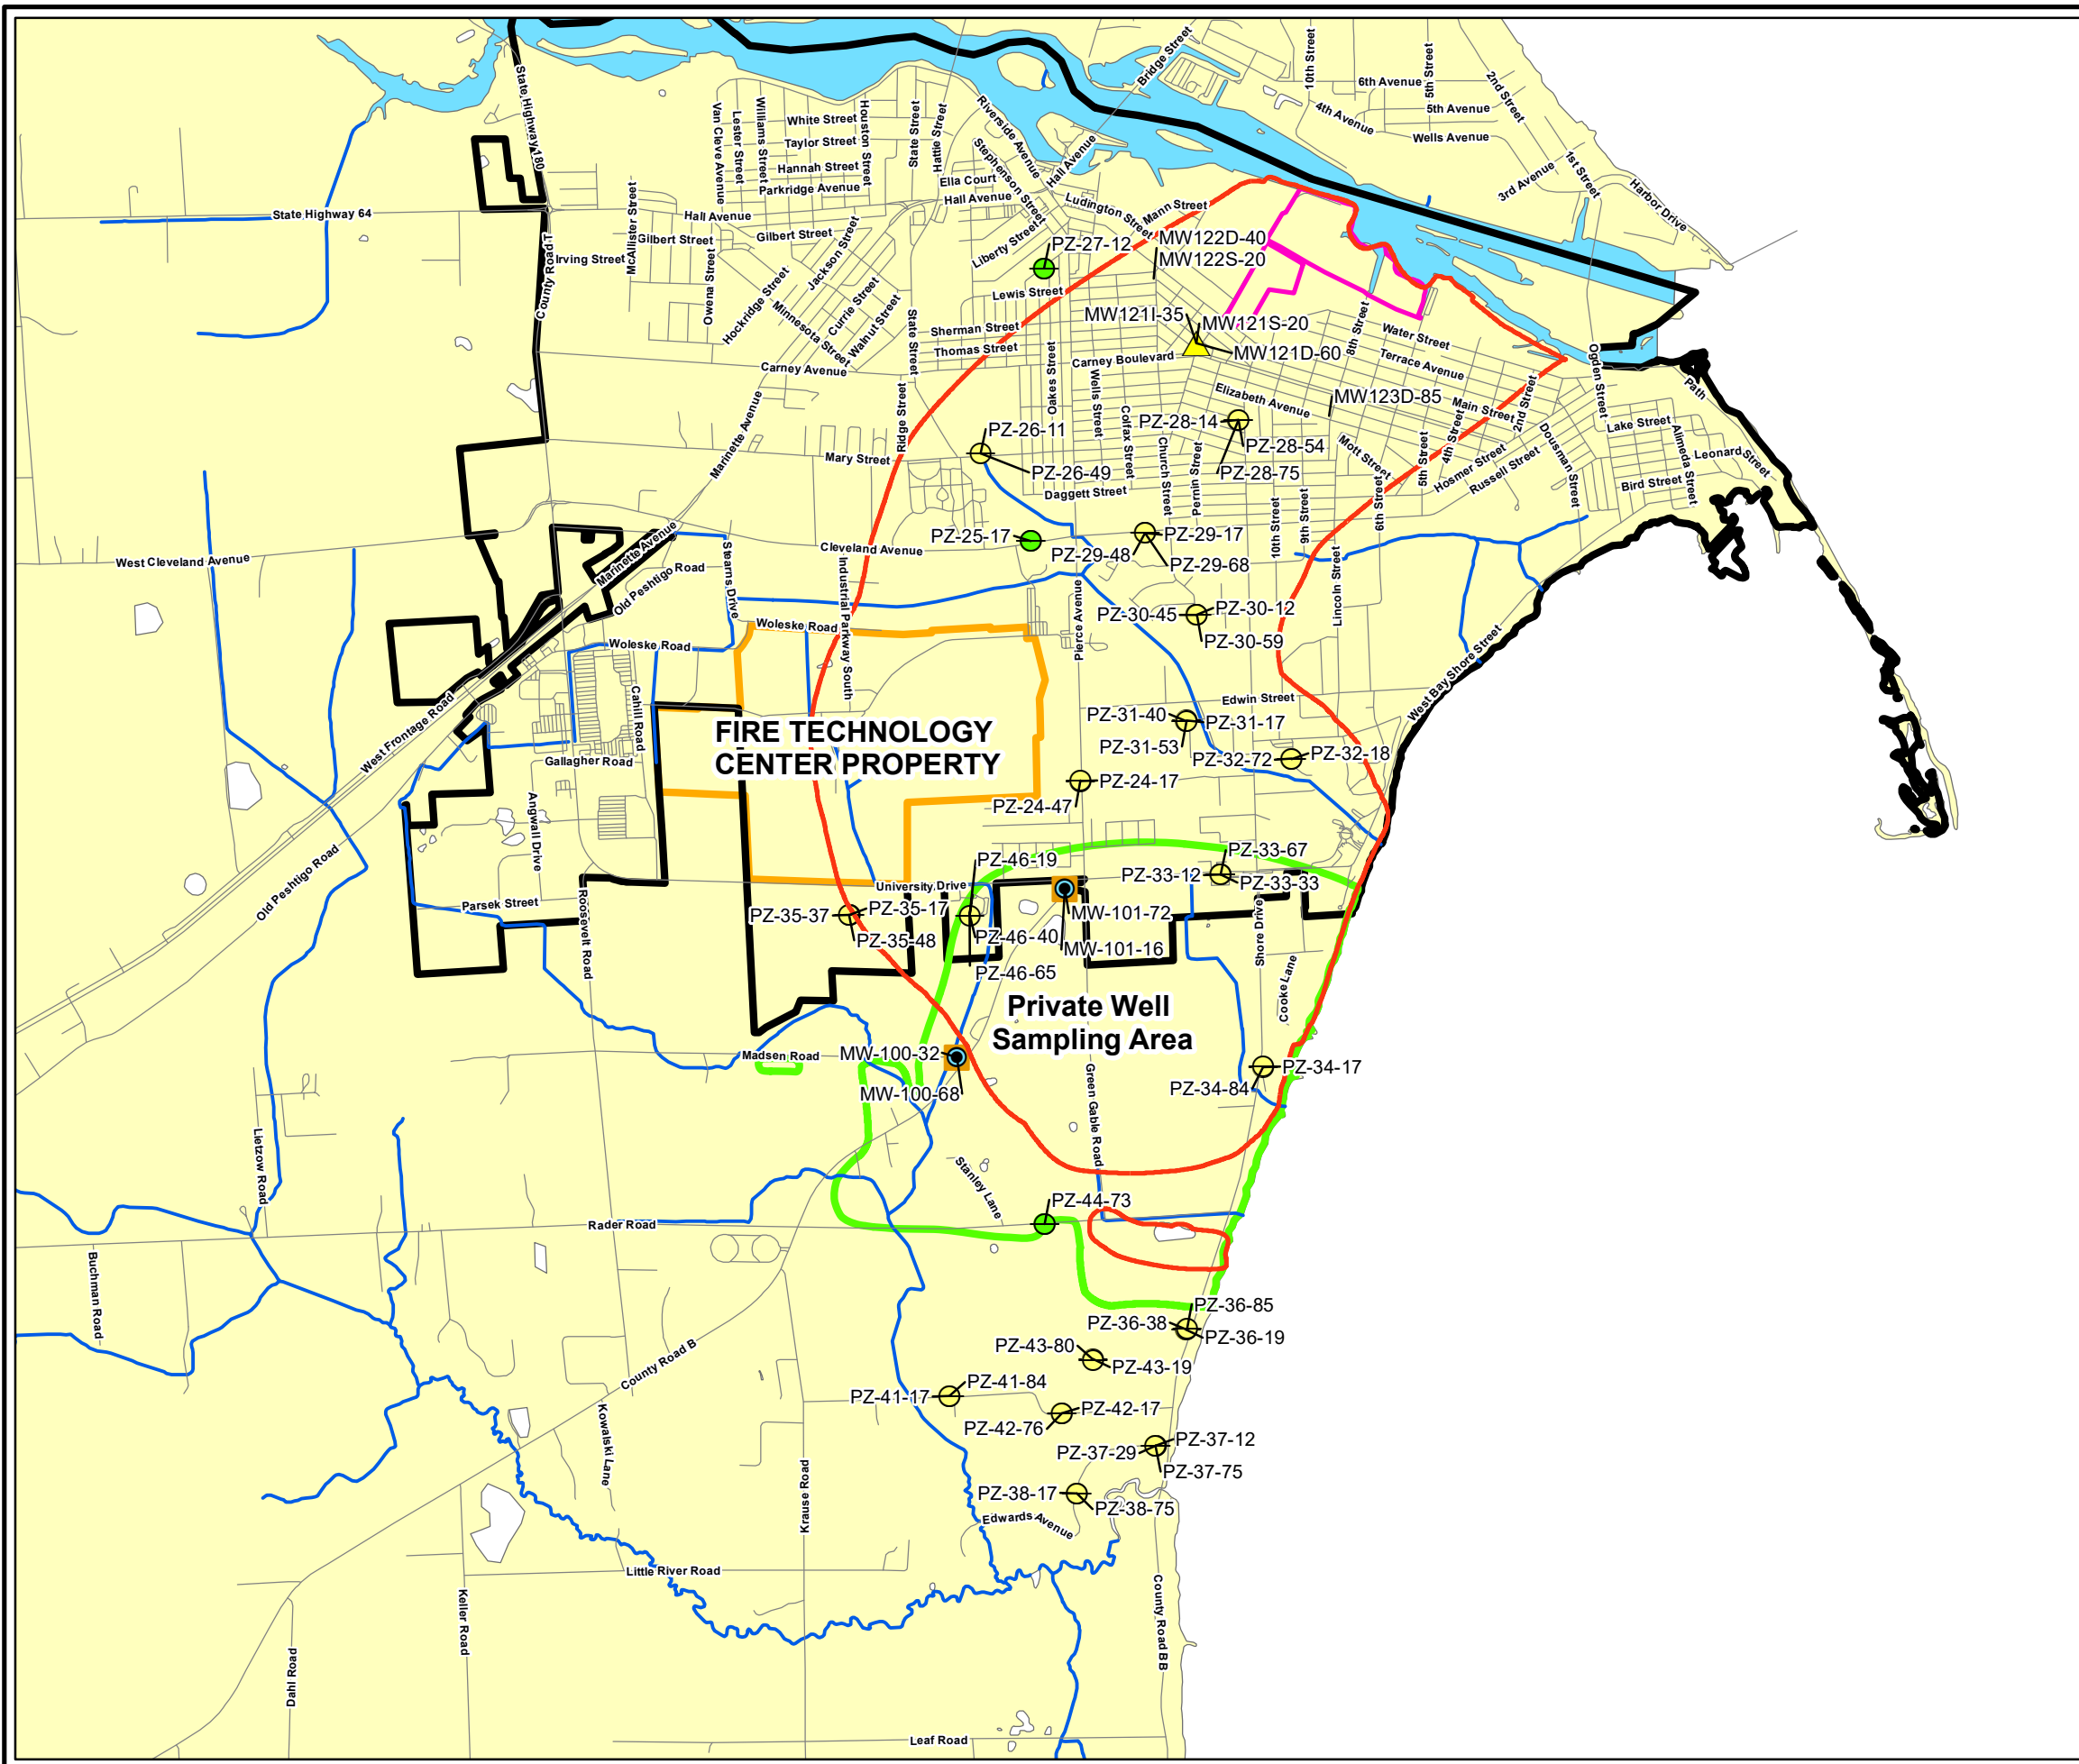 Bridge Street
10th Street
6th Avenue
5th Street
2nd Street
4th Avenue
5th Avenue
Wells Avenue
3rd Avenue
1st Street
Harbor Drive
State Highway 180
Van Cleve Avenue
Lester Street
Williams Street
White Street
Taylor Street
Hannah Street
Parkridge Avenue
Houston Street
State Street
Hattie Street
Riverside Avenue
Stephenson Street
Hall Avenue
Ella Court
Hall Avenue
Ludington Street
Mann Street
State Highway 64
McAllister Street
Hall Avenue
Gilbert Street
Gilbert Street
Irving Street
County Road T
Owena Street
Jackson Street
Hockridge Street
Minnesota Street
Currie Street
Walnut Street
Liberty Street
PZ-27-12
MW122D-40
MW122S-20
Lewis Street
Sherman Street
Thomas Street
State Street
Carney Avenue
Carney Boulevard
MW121I-35
MW121S-20
MW121D-60
8th Street
Water Street
Terrace Avenue
Ogden Street
Path
Ridge Street
Oakes Street
Wells Street
Colfax Street
Church Street
Perrin Street
Elizabeth Avenue
MW123D-85
Main Street
2nd Street
4th Street
5th Street
Mott Street
Hosmer Street
Russell Street
Dousman Street
Lake Street
Alimeda Street
Leonard Street
Bird Street
Marinette Avenue
Mary Street
PZ-26-11
PZ-26-49
PZ-28-14
PZ-28-54
PZ-28-75
Daggett Street
10th Street
9th Street
6th Street
West Cleveland Avenue
Marinette Avenue
Old Peshtigo Road
Stearns Drive
Cleveland Avenue
PZ-25-17
PZ-29-17
PZ-29-48
PZ-29-68
Industrial Parkway South
Pierce Avenue
PZ-30-45
PZ-30-12
PZ-30-59
Lincoln Street
Woleske Road
Woleske Road
Cahill Road
West Frontage Road
West Bay Shore Street
Edwin Street
FIRE TECHNOLOGY
CENTER PROPERTY
PZ-31-40
PZ-31-17
PZ-31-53
PZ-32-72
PZ-32-18
Gallagher Road
PZ-24-17
PZ-24-47
Angwall Drive
Old Peshtigo Road
PZ-46-19
PZ-33-67
PZ-33-12
PZ-33-33
University Drive
Parsek Street
Roosevelt Road
PZ-35-37
PZ-35-17
PZ-35-48
PZ-46-40
PZ-46-65
MW-101-72
MW-101-16
Shore Drive
Cooke Lane
Private Well
Sampling Area
Madsen Road
MW-100-32
MW-100-68
Green Gable Road
PZ-34-17
PZ-34-84
Lietzow Road
Stanley Lane
PZ-44-73
Rader Road
Buchman Road
PZ-36-85
PZ-36-38
PZ-36-19
PZ-43-80
PZ-43-19
County Road B
PZ-41-84
PZ-41-17
PZ-42-17
PZ-42-76
Kowalski Lane
PZ-37-12
PZ-37-29
PZ-37-75
Krause Road
PZ-38-17
PZ-38-75
Edwards Avenue
Little River Road
Keller Road
County Road BB
Dahl Road
Leaf Road